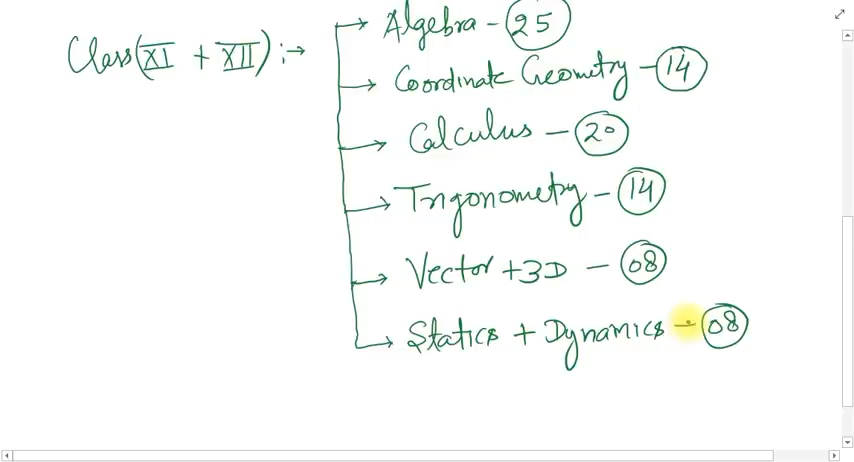 Algebra - 25
Class (XI + XII) :→
Coordinate Geometry - 14
Calculus - 20
Trigonometry - 14
Vector + 3D - 08
Statics + Dynamics - 08